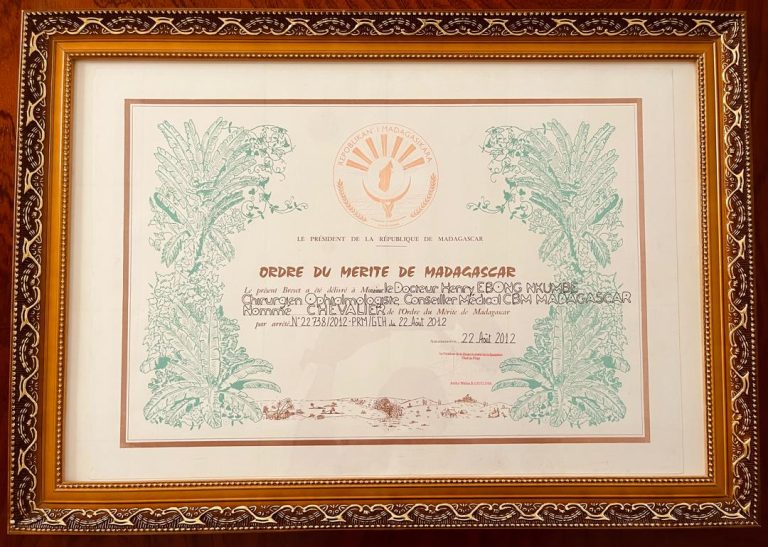 REPOBLIKAN'I MADAGASIKARA
LE PRÉSIDENT DE LA RÉPUBLIQUE DE MADAGASCAR
ORDRE DU MERITE DE MADAGASCAR
Le présent Brevet a été délivré à le Docteur Henry EBONG NKUMBE
Chirurgien Ophtalmologiste, Conseiller Médical CBM MADAGASCAR
Nommé CHEVALIER de l'Ordre du Mérite de Madagascar
par arrêté N°22738/2012-PRM/GCH du 22 Août 2012
Antananarivo, 22 Août 2012